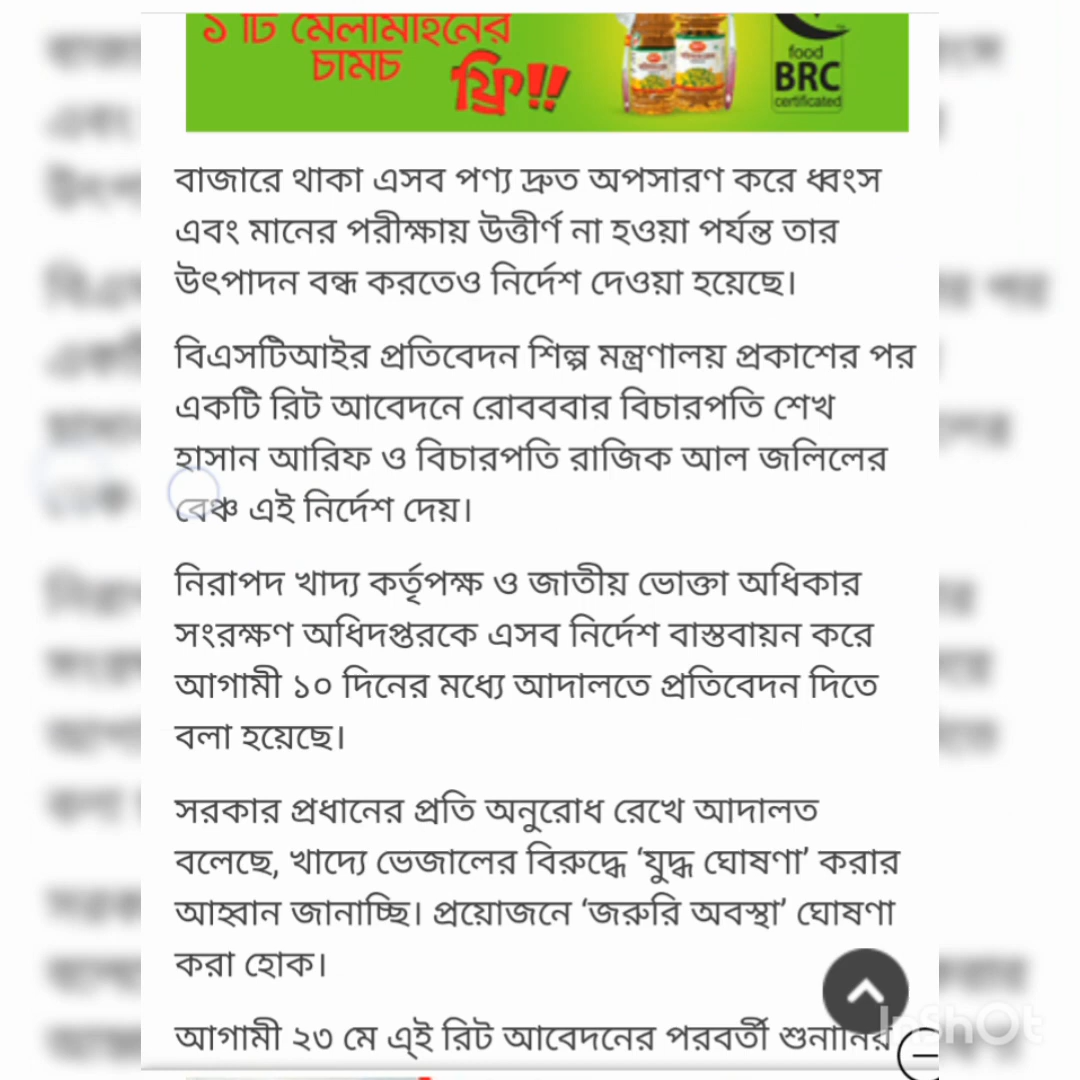 ১ টি মেলামাইনের
চামচ
ফ্রি!!
food
BRC
certificated
বাজারে থাকা এসব পণ্য দ্রুত অপসারণ করে ধ্বংস
এবং মানের পরীক্ষায় উত্তীর্ণ না হওয়া পর্যন্ত তার
উৎপাদন বন্ধ করতেও নির্দেশ দেওয়া হয়েছে।
বিএসটিআইর প্রতিবেদন শিল্প মন্ত্রণালয় প্রকাশের পর
একটি রিট আবেদনে রোবববার বিচারপতি শেখ
হাসান আরিফ ও বিচারপতি রাজিক আল জলিলের
বেঞ্চ এই নির্দেশ দেয়।
নিরাপদ খাদ্য কর্তৃপক্ষ ও জাতীয় ভোক্তা অধিকার
সংরক্ষণ অধিদপ্তরকে এসব নির্দেশ বাস্তবায়ন করে
আগামী ১০ দিনের মধ্যে আদালতে প্রতিবেদন দিতে
বলা হয়েছে।
সরকার প্রধানের প্রতি অনুরোধ রেখে আদালত
বলেছে, খাদ্যে ভেজালের বিরুদ্ধে ‘যুদ্ধ ঘোষণা’ করার
আহ্বান জানাচ্ছি। প্রয়োজনে ‘জরুরি অবস্থা’ ঘোষণা
করা হোক।
আগামী ২৩ মে এ্ই রিট আবেদনের পরবর্তী শুনানির
InShOt